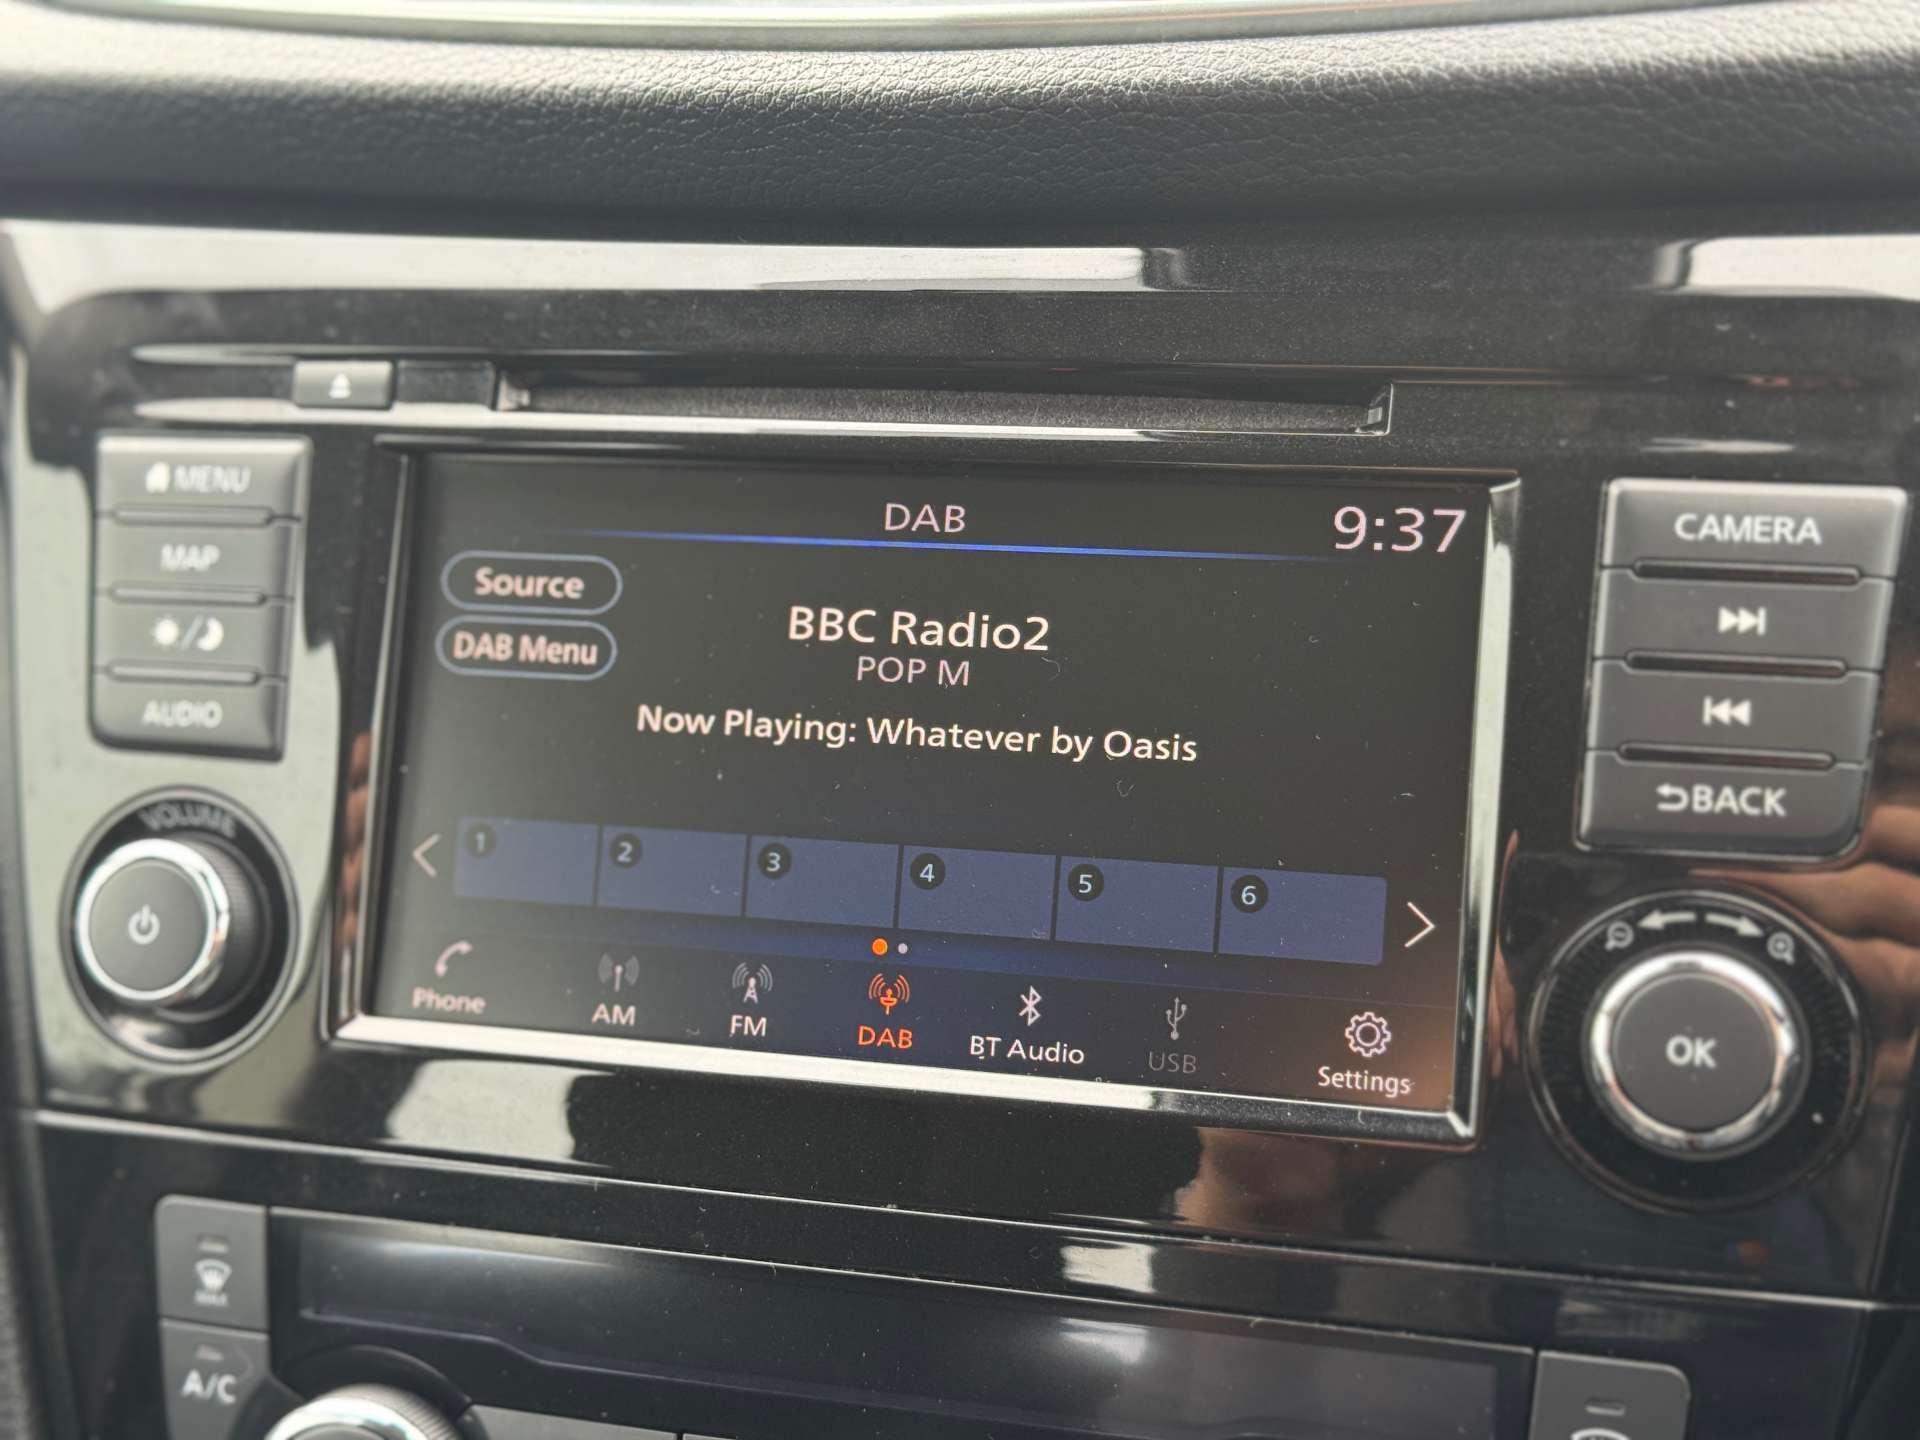 MENU
MAP
AUDIO
VOLUME
DAB
9:37
Source
DAB Menu
BBC Radio2
POP M
Now Playing: Whatever by Oasis
1
2
3
4
5
6
Phone
AM
FM
DAB
BT Audio
USB
Settings
CAMERA
BACK
OK
MAX
A/C